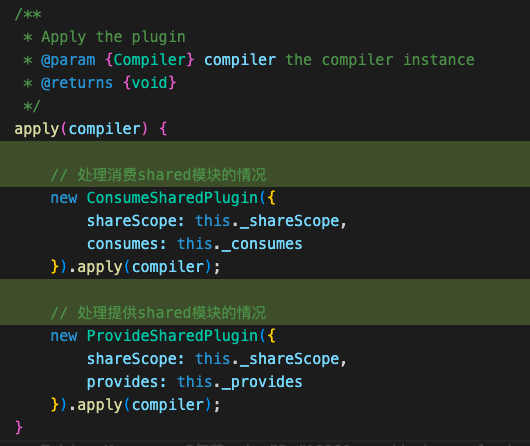 /**
 * Apply the plugin
 * @param {Compiler} compiler the compiler instance
 * @returns {void}
 */
apply(compiler) {
    // 处理消费shared模块的情况
    new ConsumeSharedPlugin({
        shareScope: this._shareScope,
        consumes: this._consumes
    }).apply(compiler);
    // 处理提供shared模块的情况
    new ProvideSharedPlugin({
        shareScope: this._shareScope,
        provides: this._provides
    }).apply(compiler);
}